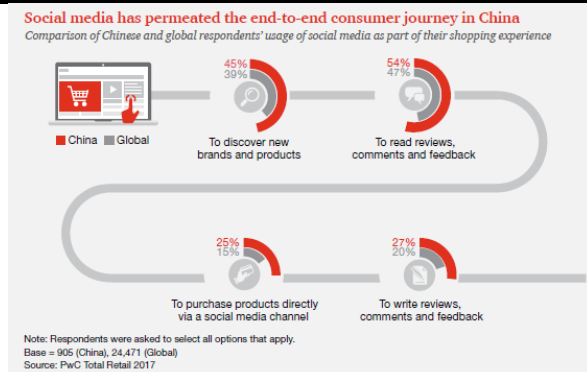 Social media has permeated the end-to-end consumer journey in China
Comparison of Chinese and global respondents' usage of social media as part of their shopping experience
China Global
45%
39%
To discover new
brands and products
54%
47%
To read reviews,
comments and feedback
25%
15%
To purchase products directly
via a social media channel
27%
20%
To write reviews,
comments and feedback
Note: Respondents were asked to select all options that apply.
Base = 905 (China), 24,471 (Global)
Source: PwC Total Retail 2017